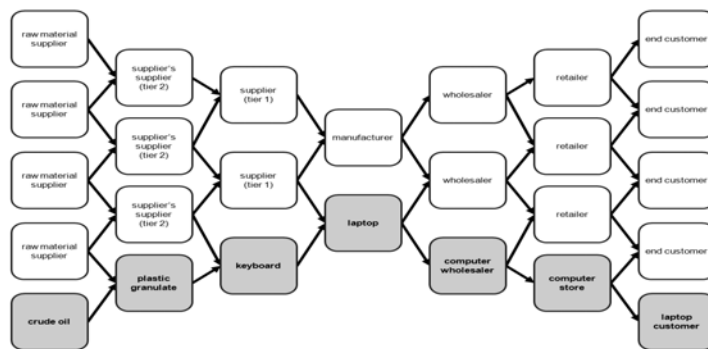 raw material
supplier
raw material
supplier
raw material
supplier
raw material
supplier
crude oil
supplier's
supplier
(tier 2)
supplier's
supplier
(tier 2)
supplier's
supplier
(tier 2)
plastic
granulate
supplier
(tier 1)
supplier
(tier 1)
keyboard
manufacturer
laptop
wholesaler
wholesaler
computer
wholesaler
retailer
retailer
retailer
computer
store
end customer
end customer
end customer
end customer
laptop
customer